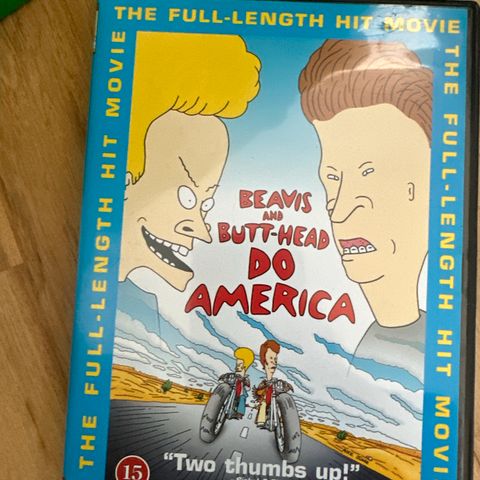 THE FULL-LENGTH HIT MOVIE
THE FULL-LENGTH HIT MOVIE
THE FULL-LENGTH HIT MOVI
BEAVIS
AND
BUTT-HEAD
DO
AMERICA
15
"Two thumbs up!"